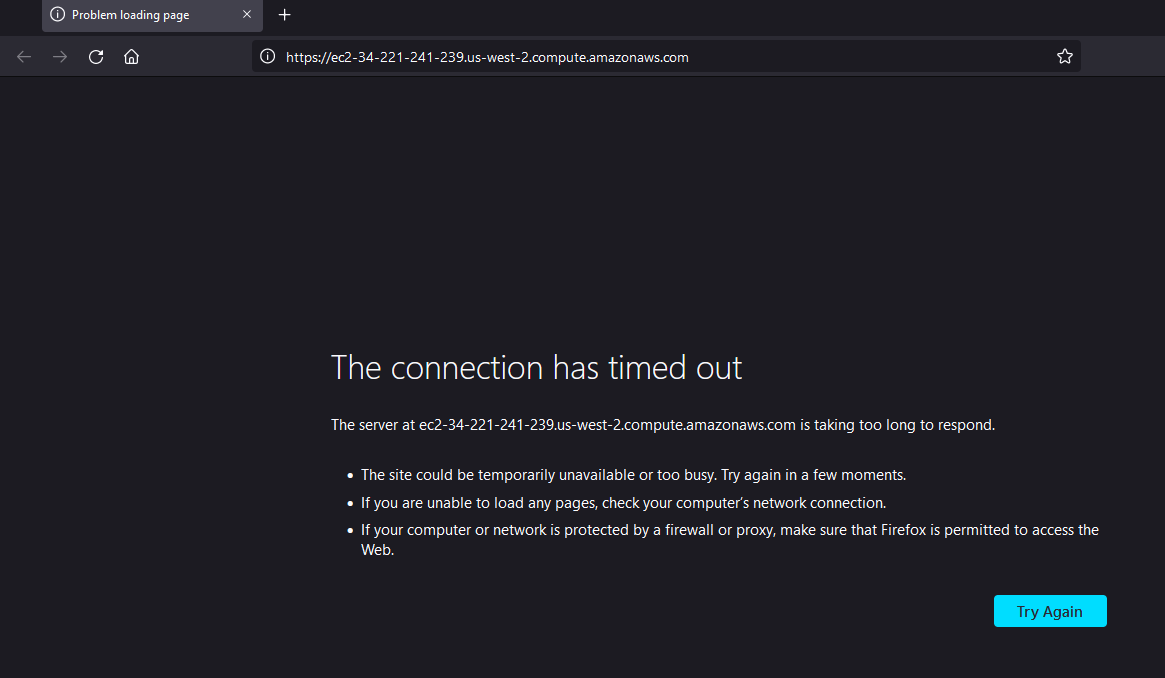 Problem loading page
https://ec2-34-221-241-239.us-west-2.compute.amazonaws.com
The connection has timed out
The server at ec2-34-221-241-239.us-west-2.compute.amazonaws.com is taking too long to respond.
• The site could be temporarily unavailable or too busy. Try again in a few moments.
• If you are unable to load any pages, check your computer’s network connection.
• If your computer or network is protected by a firewall or proxy, make sure that Firefox is permitted to access the
Web.
Try Again